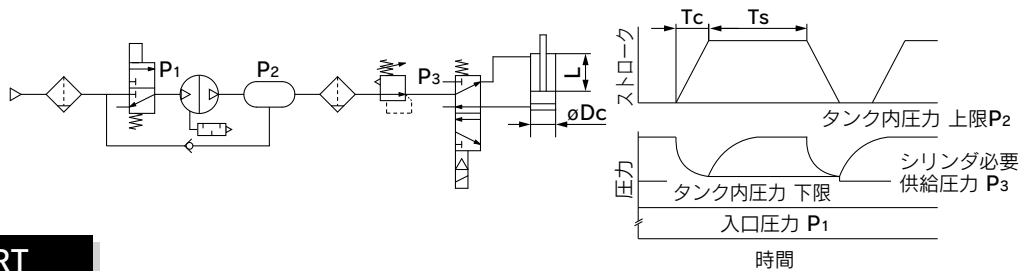 P1
P2
P3
L
øDc
Tc
Ts
ストローク
タンク内圧力 上限P2
圧力
シリンダ必要
供給圧力 P3
タンク内圧力 下限
入口圧力 P1
時間
RT